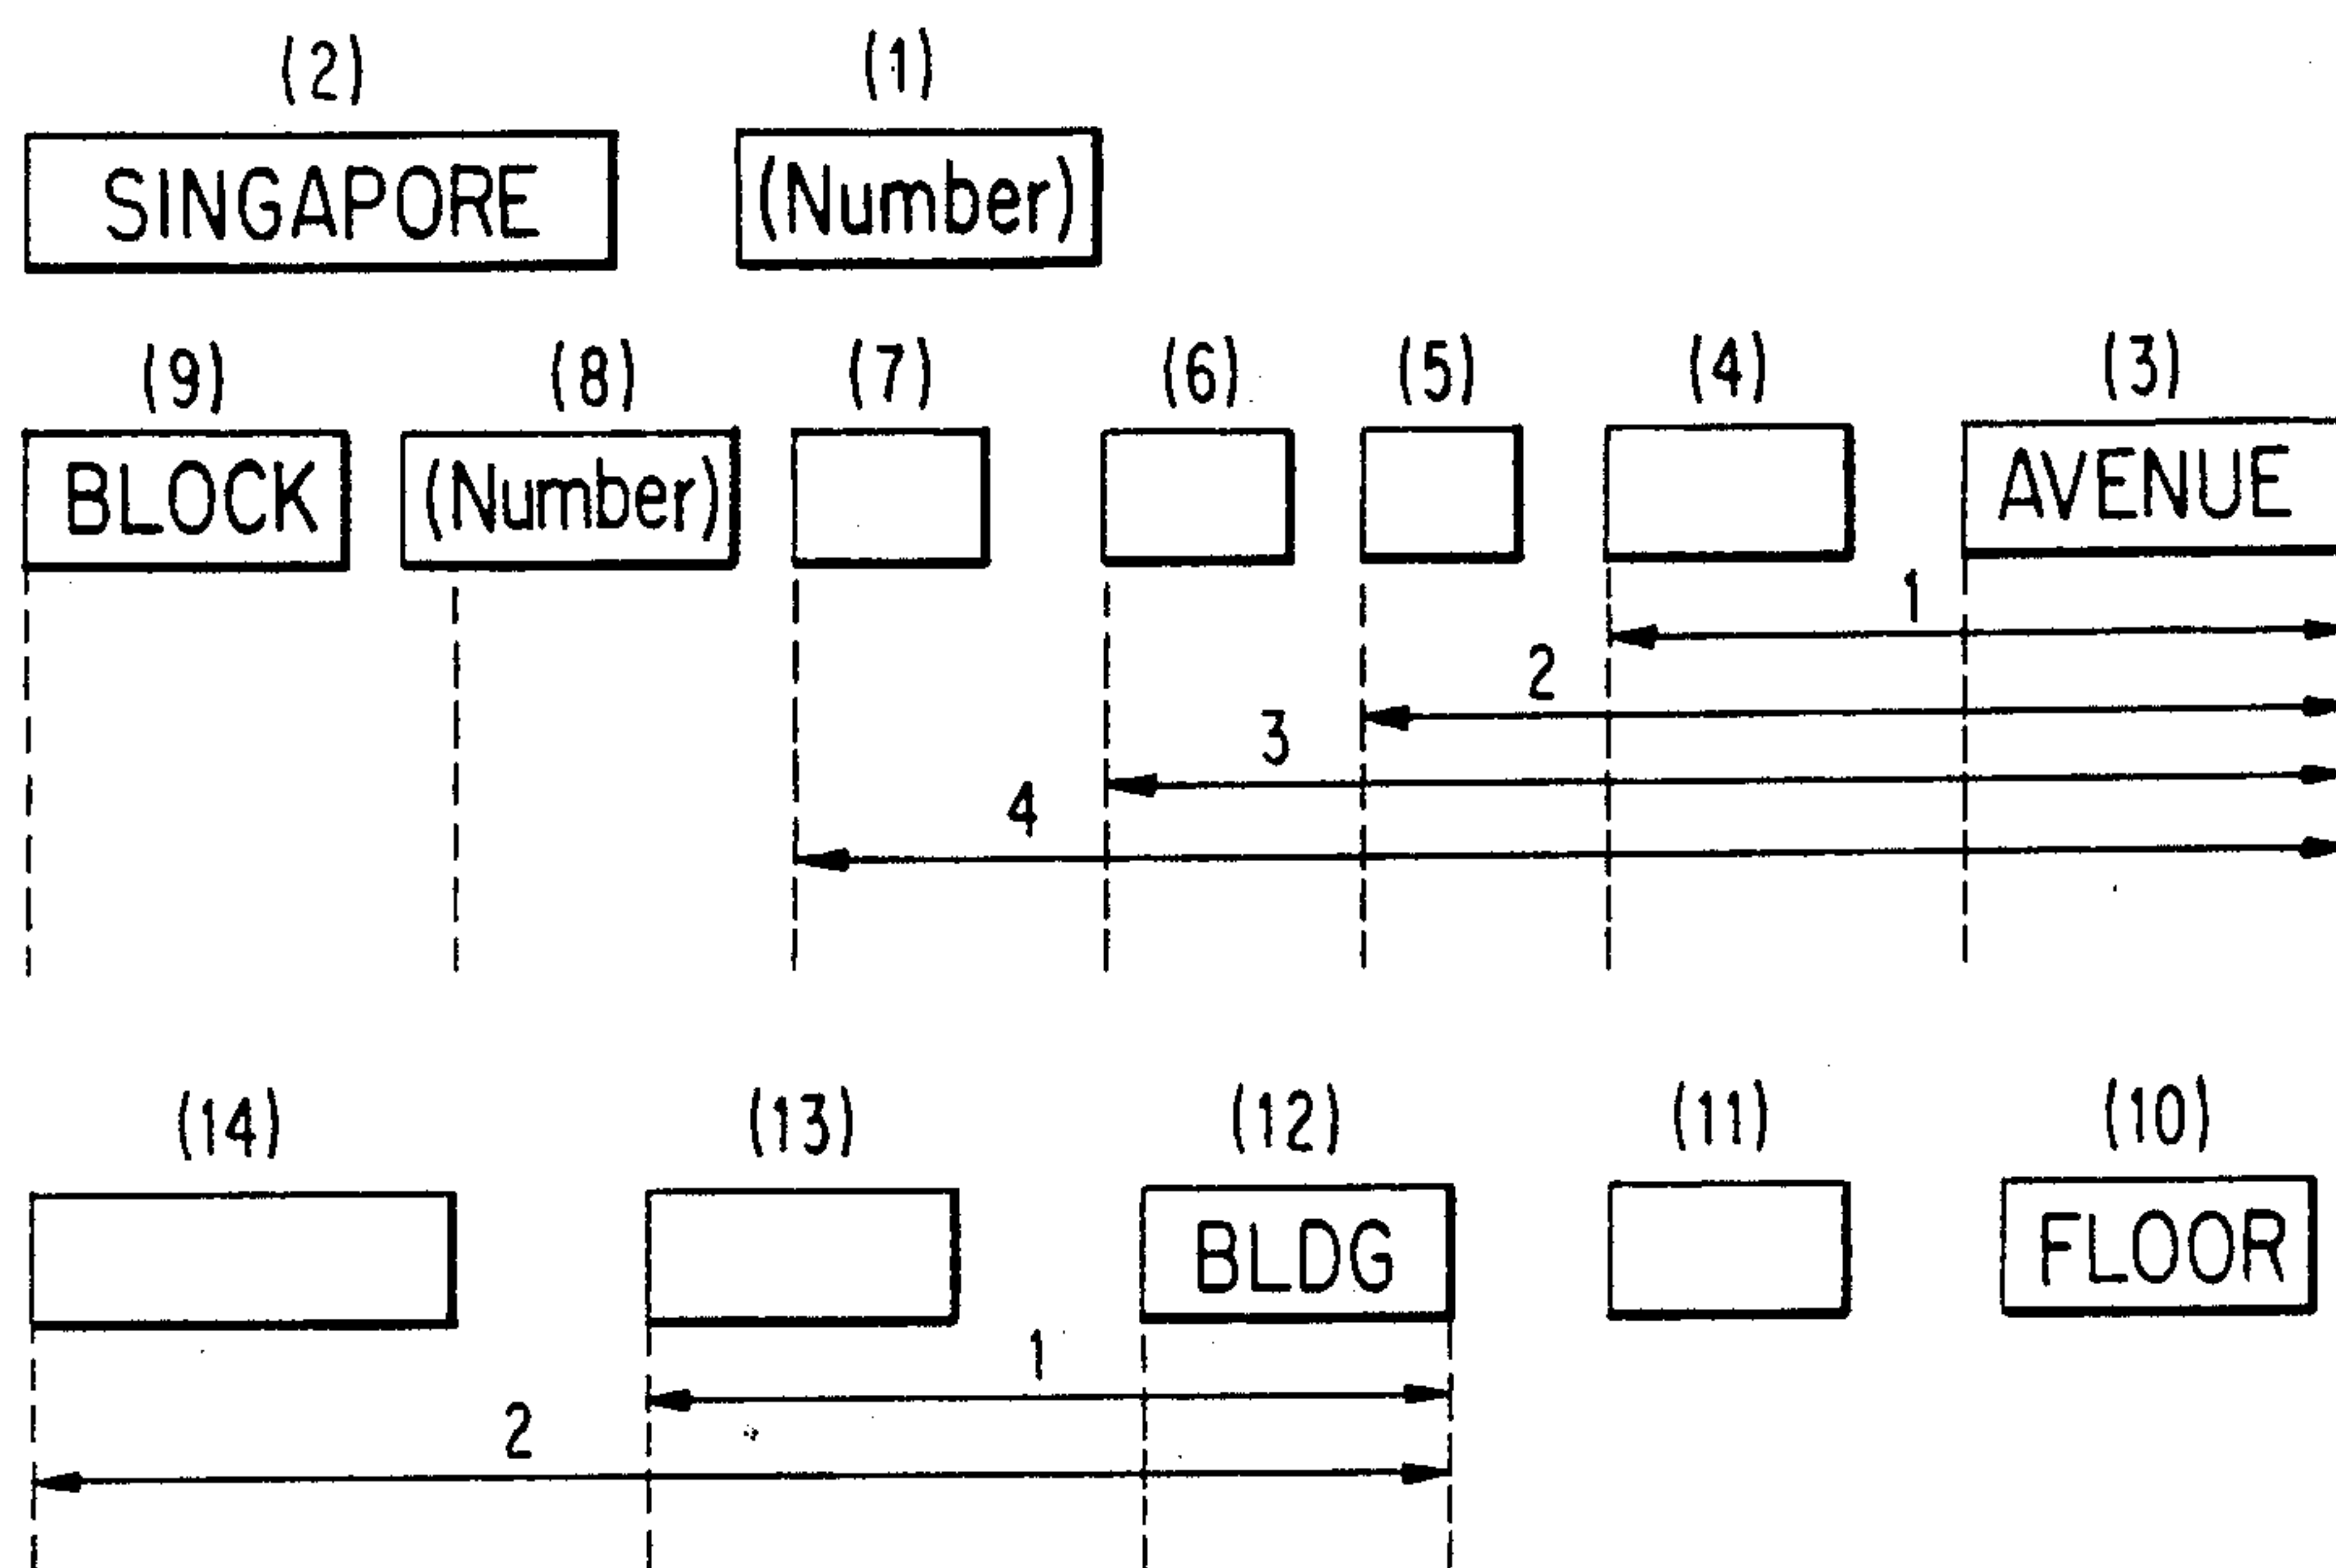 (2) (1)
SINGAPORE (Number)
(9) (8) (7) (6) (5) (4) (3)
BLOCK (Number) AVENUE
1
2
3
4
(14) (13) (12) (11) (10)
BLDG FLOOR
1
2